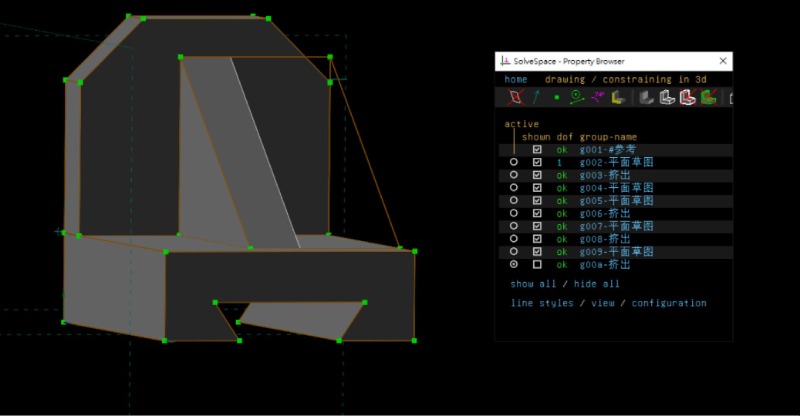 SolveSpace - Property Browser
home drawing / constraining in 3d
active
shown dof group-name
ok g001-#参考
1 g002-平面草图
ok g003-挤出
ok g004-平面草图
ok g005-平面草图
ok g006-挤出
ok g007-平面草图
ok g008-挤出
ok g009-平面草图
ok g00a-挤出
show all / hide all
line styles / view / configuration